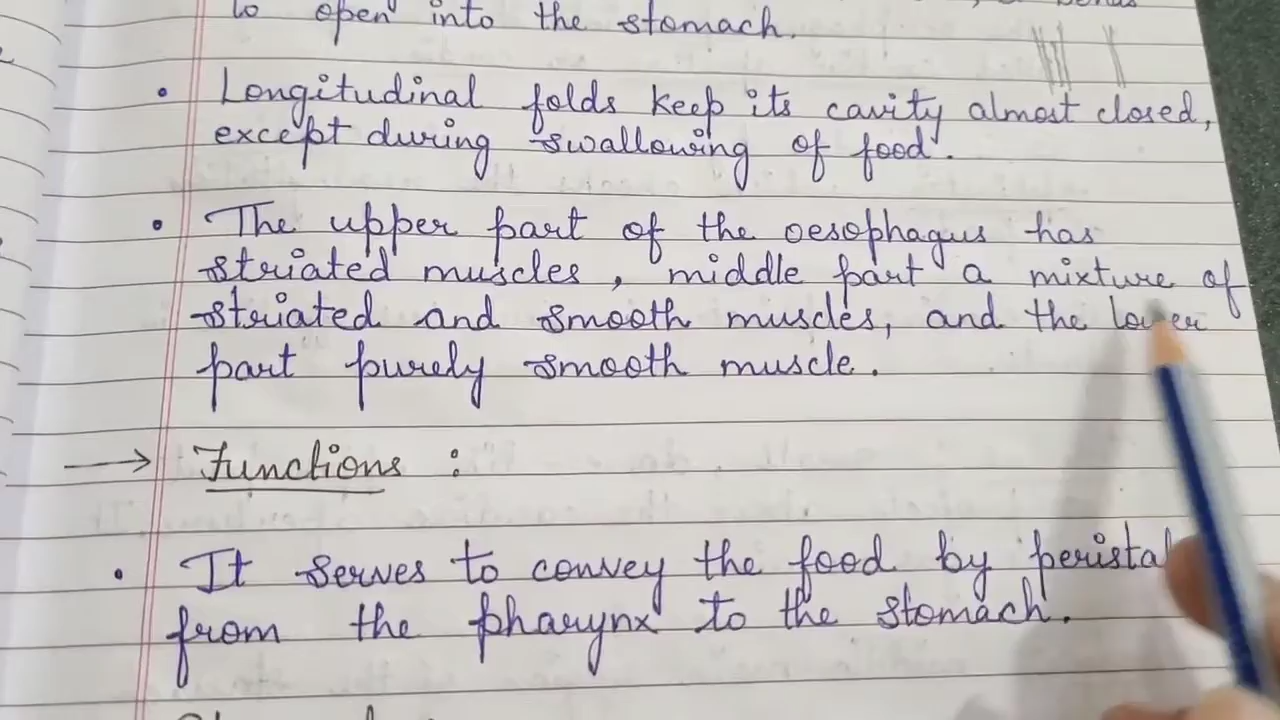 to open into the stomach.
• Longitudinal folds keep its cavity almost closed,
except during swallowing of food.
• The upper part of the oesophagus has
striated muscles, middle part a mixture of
striated and smooth muscles, and the lower
part purely smooth muscle.
→ Functions :
• It serves to convey the food by peristal
from the pharynx to the stomach.